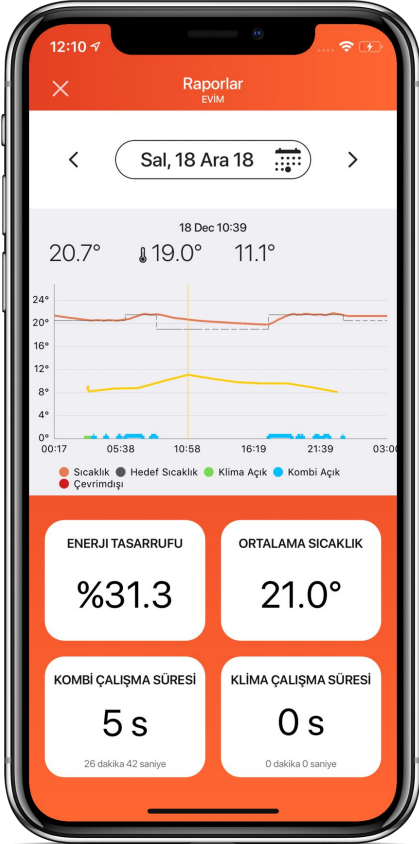 12:10
Raporlar
EVİM
Sal, 18 Ara 18
18 Dec 10:39
20.7° 19.0° 11.1°
24°
20°
16°
12°
8°
4°
0°
00:17 05:38 10:58 16:19 21:39 03:00
Sıcaklık Hedef Sıcaklık Klima Açık Kombi Açık
Çevrimdışı
ENERJI TASARRUFU ORTALAMA SICAKLIK
%31.3 21.0°
KOMBİ ÇALIŞMA SÜRESİ KLİMA ÇALIŞMA SÜRESİ
5 s 0 s
26 dakika 42 saniye 0 dakika 0 saniye